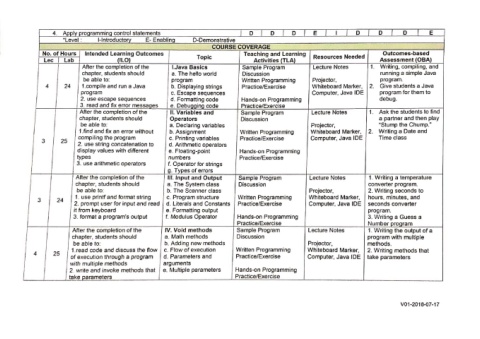 4. Apply programming control statements D D D E I D D D E
*Level: I-Introductory E- Enabling D-Demonstrative
COURSE COVERAGE
No. of Hours
Lec Lab
Intended Learning Outcomes
(ILO)
Topic
Teaching and Learning
Activities (TLA)
Resources Needed
Outcomes-based
Assessment (OBA)
4 24
After the completion of the
chapter, students should
be able to:
1.compile and run a Java
program
2. use escape sequences
3. read and fix error messages
I.Java Basics
a. The hello world
program
b. Displaying strings
c. Escape sequences
d. Formatting code
e. Debugging code
Sample Program
Discussion
Written Programming
Practice/Exercise
Hands-on Programming
Practice/Exercise
Lecture Notes
Projector,
Whiteboard Marker,
Computer, Java IDE
1. Writing, compiling, and
running a simple Java
program.
2. Give students a Java
program for them to
debug.
3 25
After the completion of the
chapter, students should
be able to:
1.find and fix an error without
compiling the program
2. use string concatenation to
display values with different
types
3. use arithmetic operators
II. Variables and
Operators
a. Declaring variables
b. Assignment
c. Printing variables
d. Arithmetic operators
e. Floating-point
numbers
f. Operator for strings
g. Types of errors
Sample Program
Discussion
Written Programming
Practice/Exercise
Hands-on Programming
Practice/Exercise
Lecture Notes
Projector,
Whiteboard Marker,
Computer, Java IDE
1. Ask the students to find
a partner and then play
"Stump the Chump."
2. Writing a Date and
Time class
3 24
After the completion of the
chapter, students should
be able to:
1. use printf and format string
2. prompt user for input and read
it from keyboard
3. format a program's output
III. Input and Output
a. The System class
b. The Scanner class
c. Program structure
d. Literals and Constants
e. Formatting output
f. Modulus Operator
Sample Program
Discussion
Written Programming
Practice/Exercise
Hands-on Programming
Practice/Exercise
Lecture Notes
Projector,
Whiteboard Marker,
Computer, Java IDE
1. Writing a temperature
converter program.
2. Writing seconds to
hours, minutes, and
seconds converter
program.
3. Writing a Guess a
Number program
4 25
After the completion of the
chapter, students should
be able to:
1.read code and discuss the flow
of execution through a program
with multiple methods
2. write and invoke methods that
take parameters
IV. Void methods
a. Math methods
b. Adding new methods
c. Flow of execution
d. Parameters and
arguments
e. Multiple parameters
Sample Program
Discussion
Written Programming
Practice/Exercise
Hands-on Programming
Practice/Exercise
Lecture Notes
Projector,
Whiteboard Marker,
Computer, Java IDE
1. Writing the output of a
program with multiple
methods.
2. Writing methods that
take parameters
V01-2018-07-17